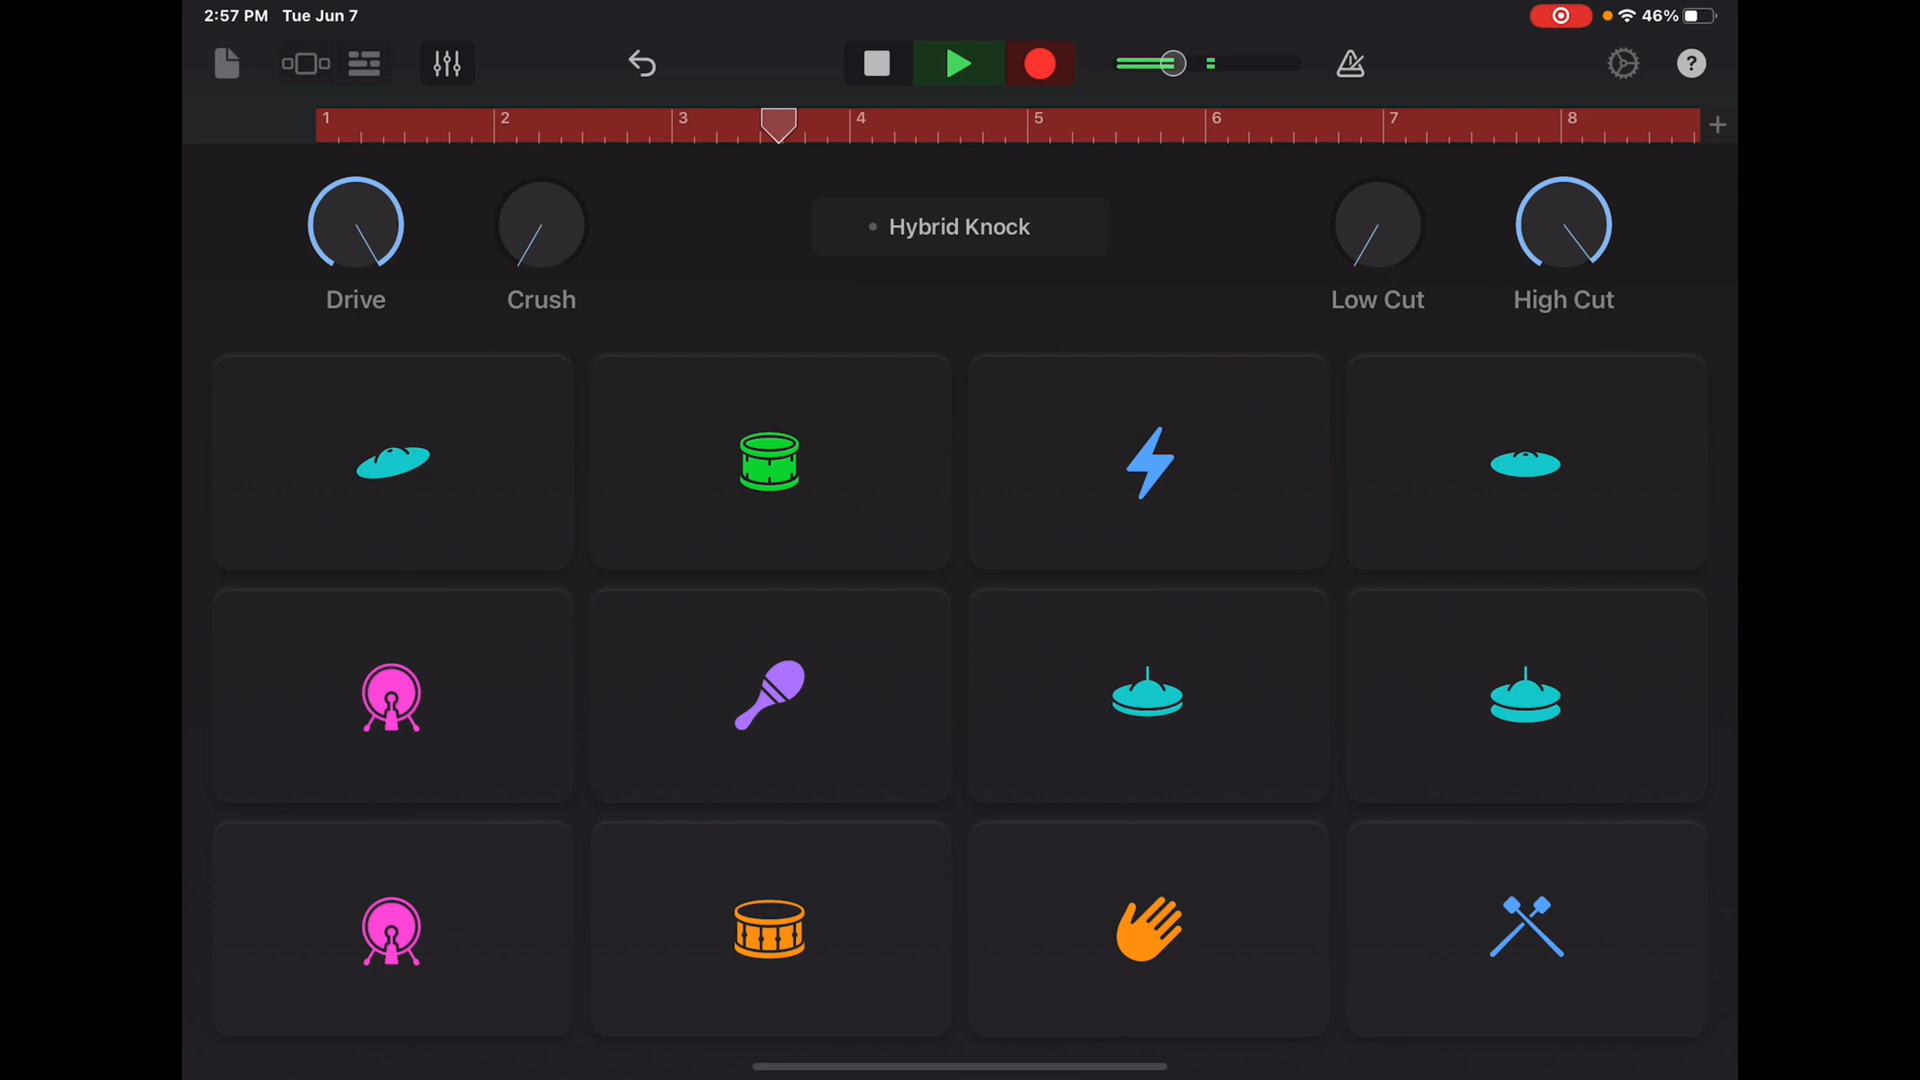 2:57 PM Tue Jun 7
46%
?
1 2 3 4 5 6 7 8
Hybrid Knock
Drive Crush Low Cut High Cut